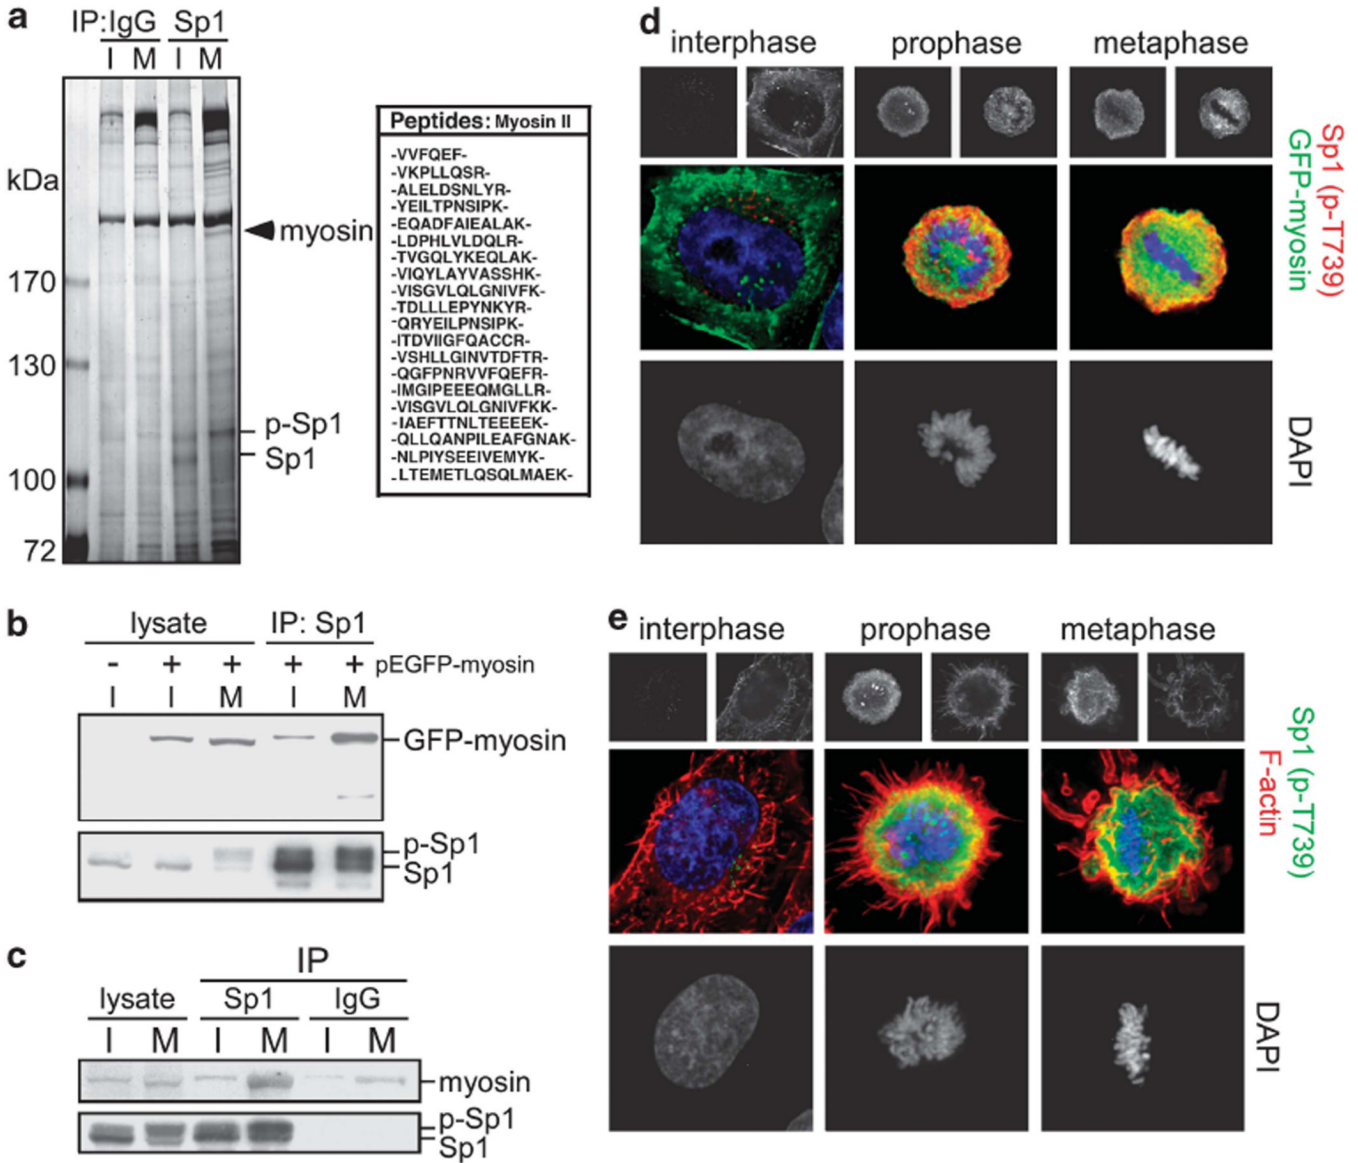 a
IP:IgG Sp1
I M I M
kDa
170
130
100
72
myosin
p-Sp1
Sp1
Peptides: Myosin II
-VVFQEF-
-VKPLLQSR-
-ALELDSNLYR-
-YEILTPNSIPK-
-EQADFAIEALAK-
-LDPHLVLDQLR-
-TVGQLYKEQLAK-
-VIQYLAYVASSHK-
-VISGVLQLGNIVFK-
-TDLLLEPYNKYR-
-QRYEILPNSIPK-
-ITDVIIGFQACCR-
-VSHLLGINVTDFTR-
-QGFPNRVVFQEFR-
-IMGIPEEEQMGLLR-
-VISGVLQLGNIVFKK-
-IAEFTTNLTEEEEK-
-QLLQANPILEAFGNAK-
-NLPIYSEEIVEMYK-
-LTEMETLQSQLMAEK-
b
lysate IP: Sp1
- + + + + pEGFP-myosin
I I M I M
GFP-myosin
p-Sp1
Sp1
c
IP
lysate Sp1 IgG
I M I M I M
myosin
p-Sp1
Sp1
d
interphase prophase metaphase
Sp1 (p-T739)
GFP-myosin
DAPI
e
interphase prophase metaphase
Sp1 (p-T739)
F-actin
DAPI